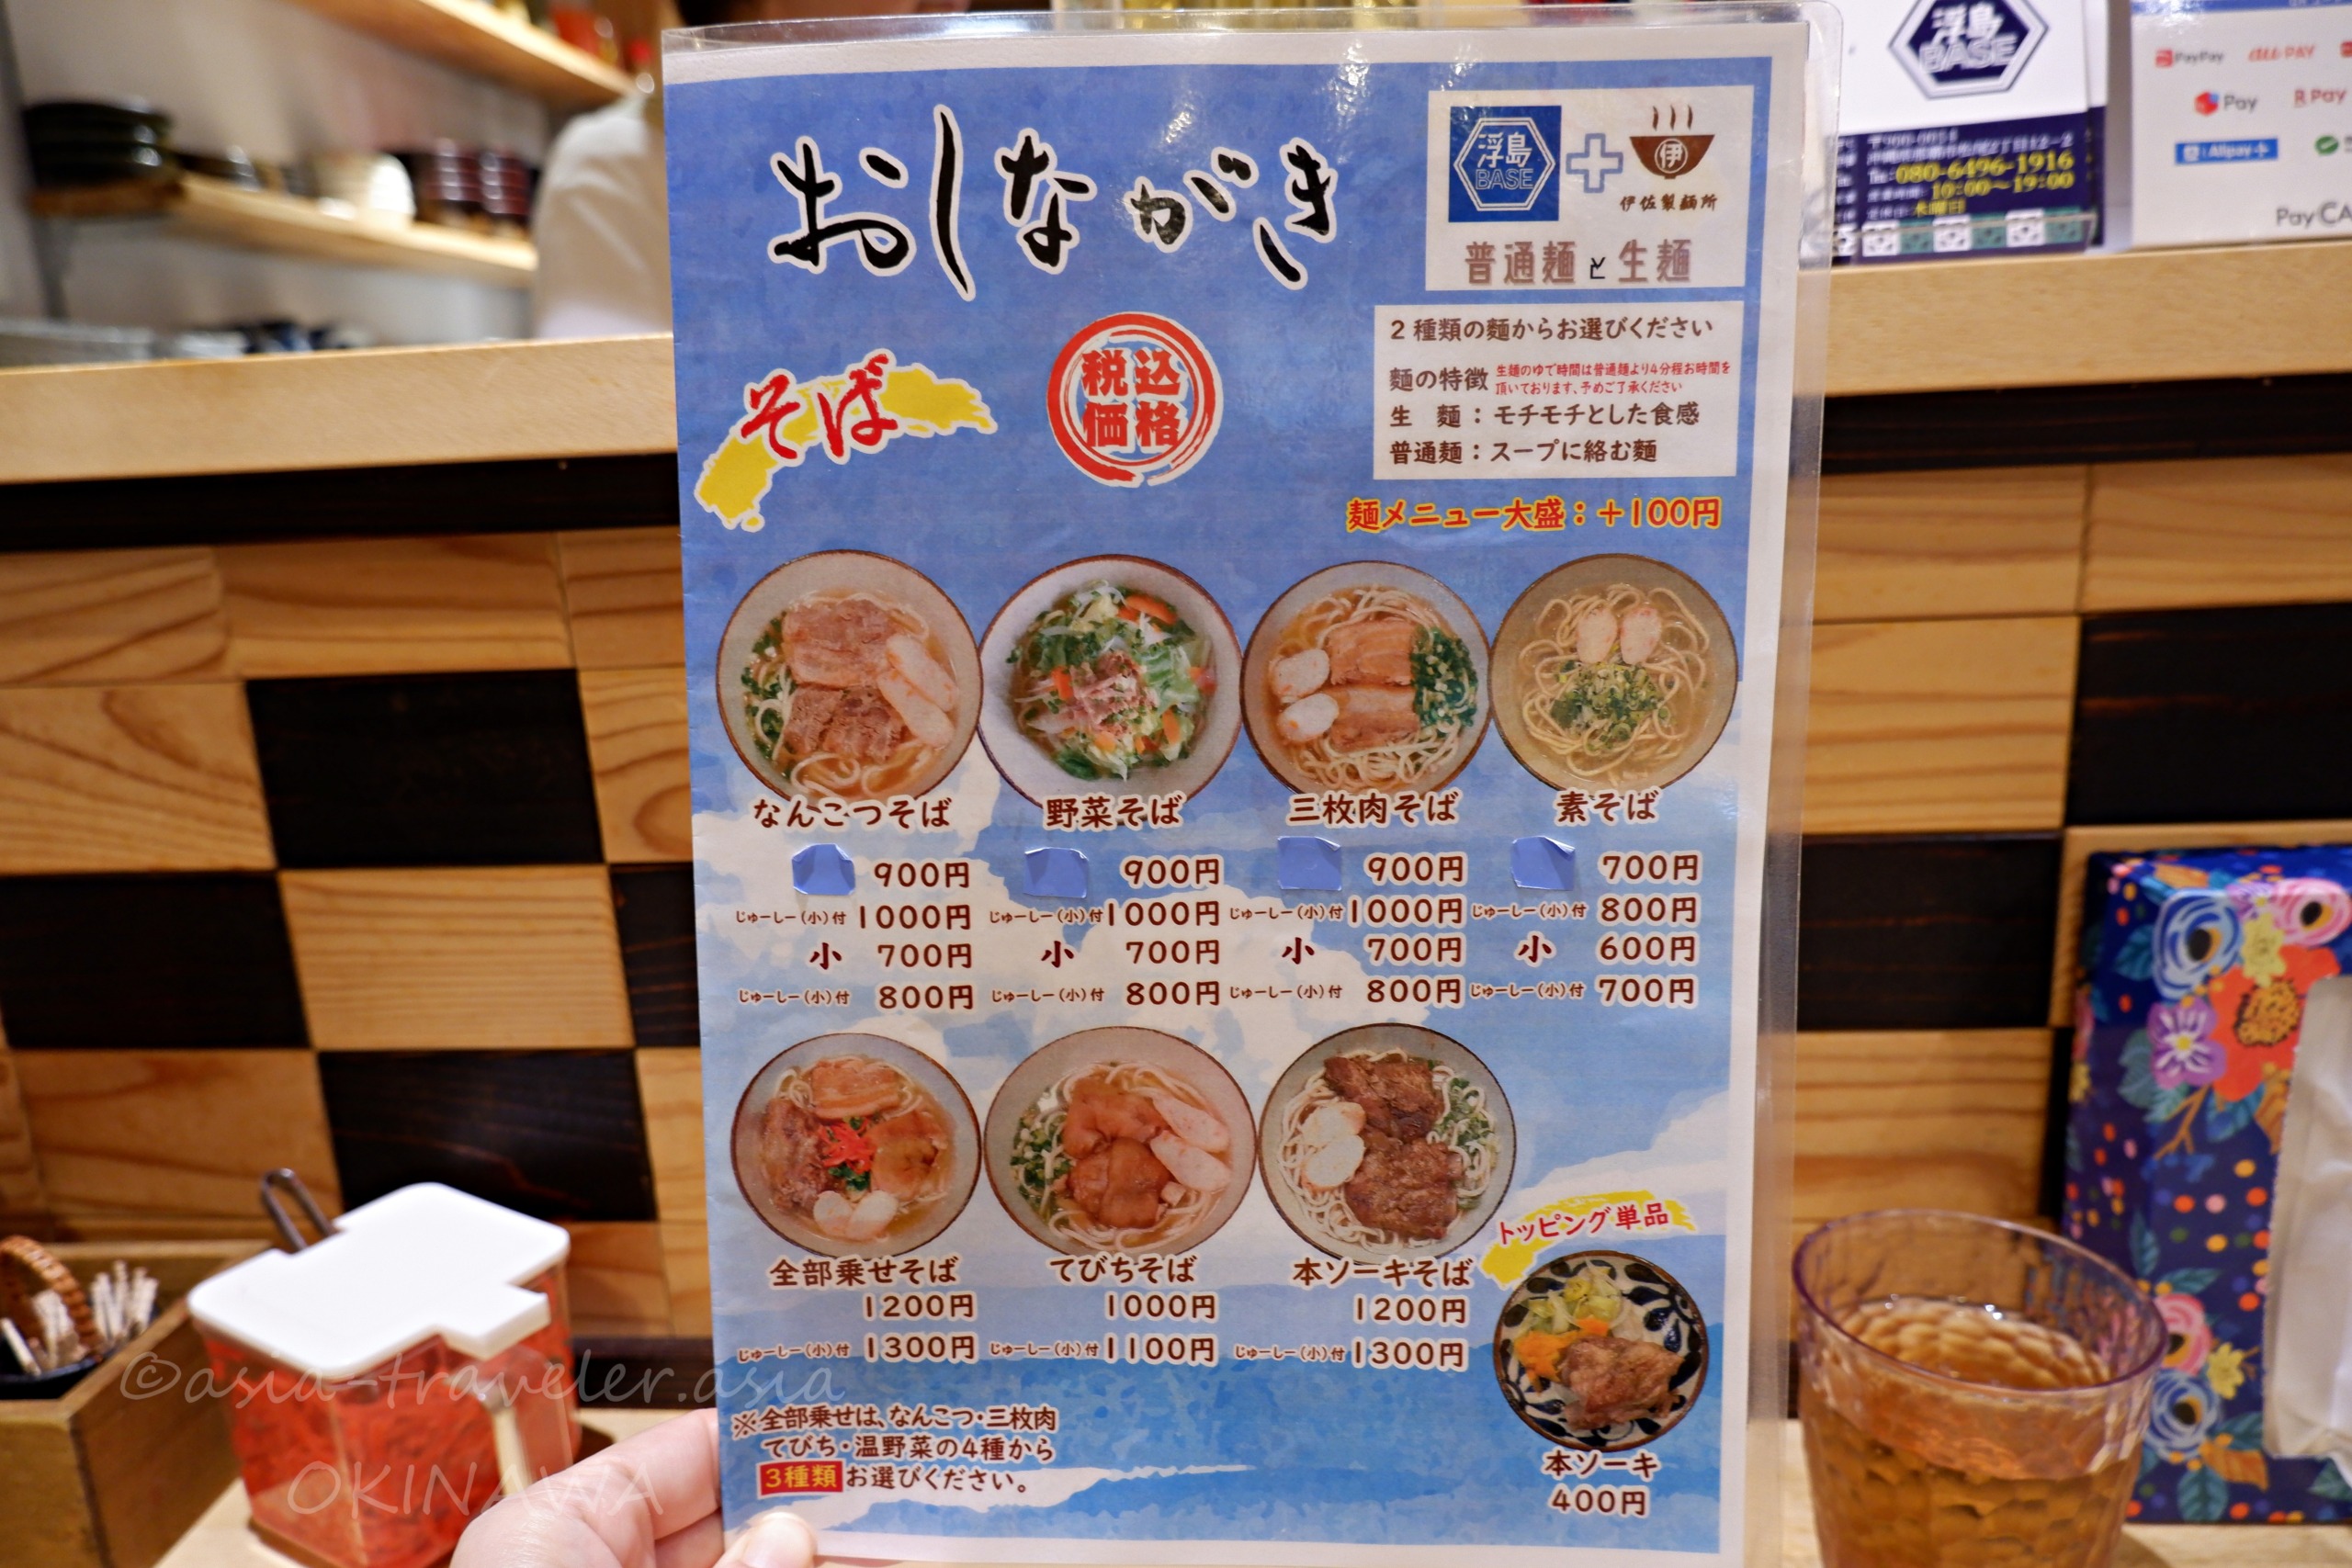 おしながき
浮島
BASE
伊
伊佐製麺所
普通麺と生麺
2種類の麺からお選びください
麺の特徴 生麺のゆで時間は普通麺より4分程お時間を
頂いております、予めご了承ください
生 麺：モチモチとした食感
普通麺：スープに絡む麺
そば
税込
価格
麺メニュー大盛：＋100円
なんこつそば 野菜そば 三枚肉そば 素そば
900円 900円 900円 700円
じゅーしー(小)付 1000円 じゅーしー(小)付 1000円 じゅーしー(小)付 1000円 じゅーしー(小)付 800円
小 700円 小 700円 小 700円 小 600円
じゅーしー(小)付 800円 じゅーしー(小)付 800円 じゅーしー(小)付 800円 じゅーしー(小)付 700円
全部乗せそば てびちそば 本ソーキそば
1200円 1000円 1200円
じゅーしー(小)付 1300円 じゅーしー(小)付 1100円 じゅーしー(小)付 1300円
トッピング単品
本ソーキ
400円
※全部乗せは、なんこつ・三枚肉
てびち・温野菜の4種から
3種類お選びください。
浮島
BASE
080-6496-1916
10:00～19:00
PayPay au PAY
Pay R Pay
Alipay+
©asia-traveler.asia
OKINAWA